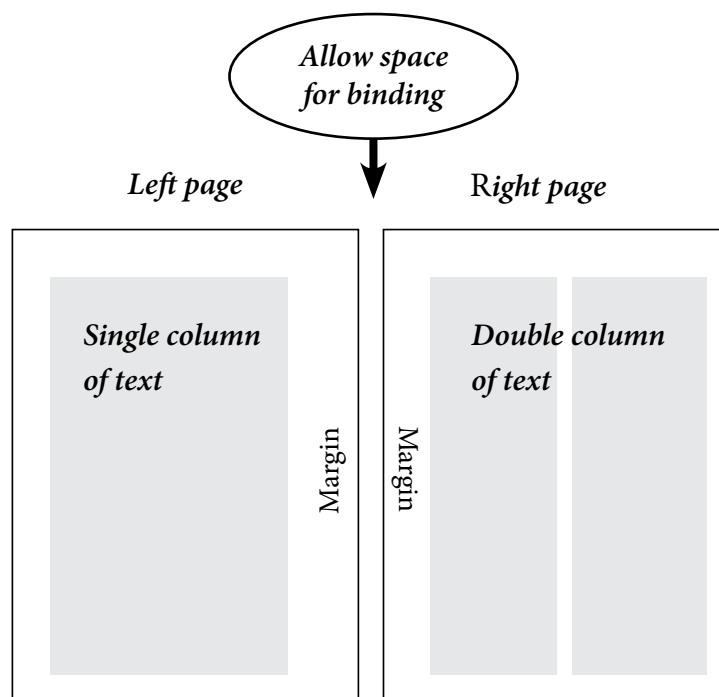 Allow space
for binding
Left page
Right page
Single column
of text
Double column
of text
Margin
Margin